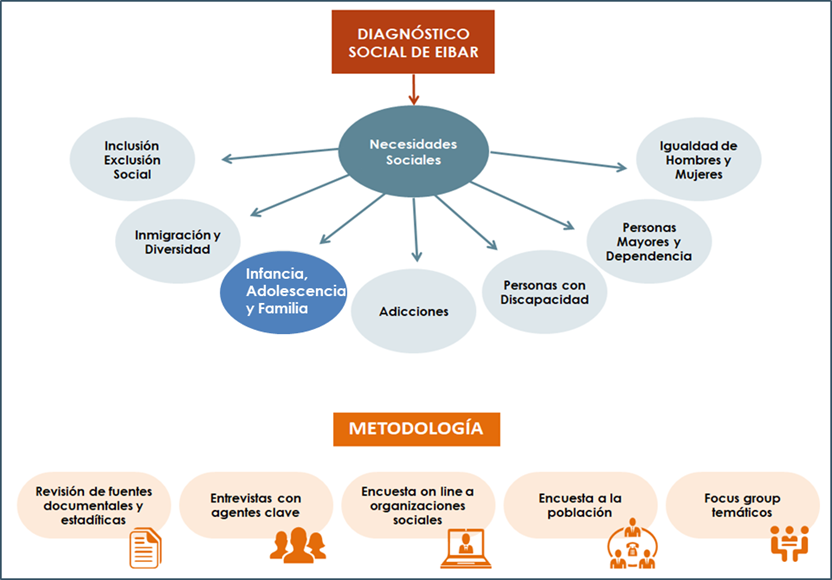 DIAGNÓSTICO
SOCIAL DE EIBAR
Necesidades
Sociales
Inclusión
Exclusión
Social
Inmigración y
Diversidad
Infancia,
Adolescencia
y Familia
Adicciones
Personas con
Discapacidad
Personas
Mayores y
Dependencia
Igualdad de
Hombres y
Mujeres
METODOLOGÍA
Revisión de fuentes
documentales y
estadíticas
Entrevistas con
agentes clave
Encuesta on line a
organizaciones
sociales
Encuesta a la
población
Focus group
temáticos